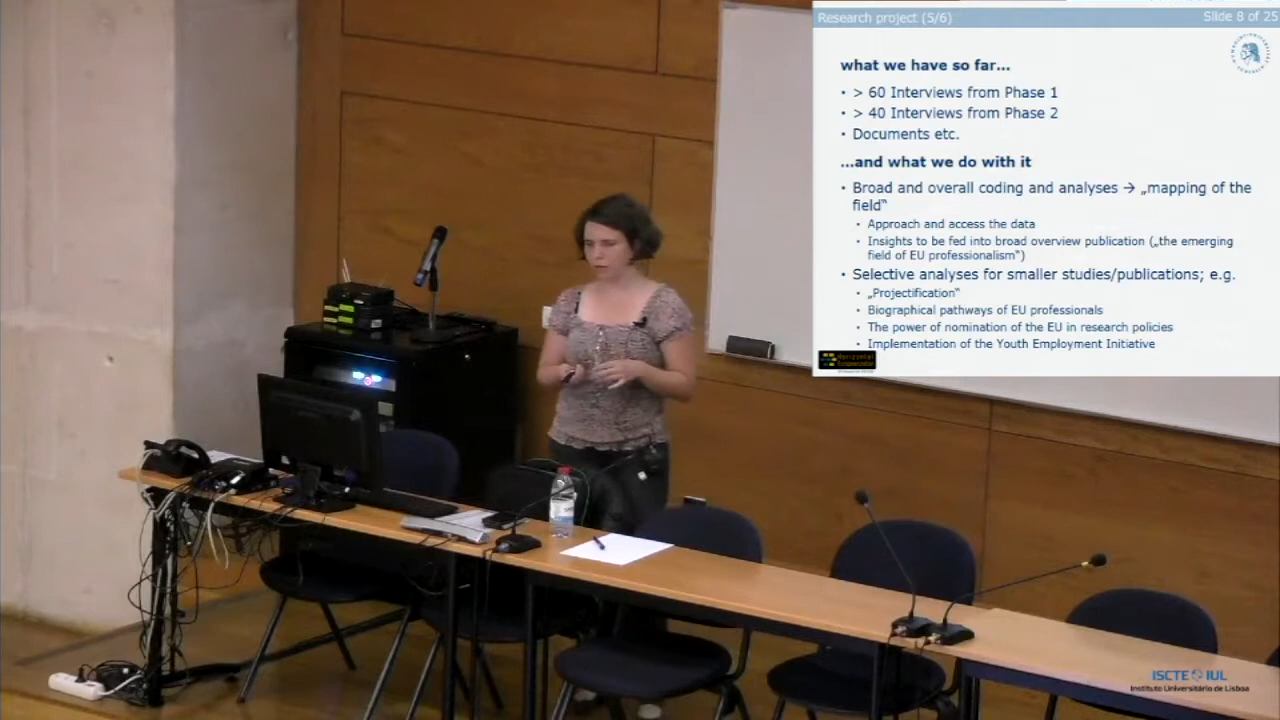 Research project (5/6)
Slide 8 of 25
what we have so far...
• > 60 Interviews from Phase 1
• > 40 Interviews from Phase 2
• Documents etc.
...and what we do with it
• Broad and overall coding and analyses → „mapping of the
field“
• Approach and access the data
• Insights to be fed into broad overview publication („the emerging
field of EU professionalism“)
• Selective analyses for smaller studies/publications; e.g.
• „Projectification“
• Biographical pathways of EU professionals
• The power of nomination of the EU in research policies
• Implementation of the Youth Employment Initiative
ISCTE IUL
Instituto Universitário de Lisboa